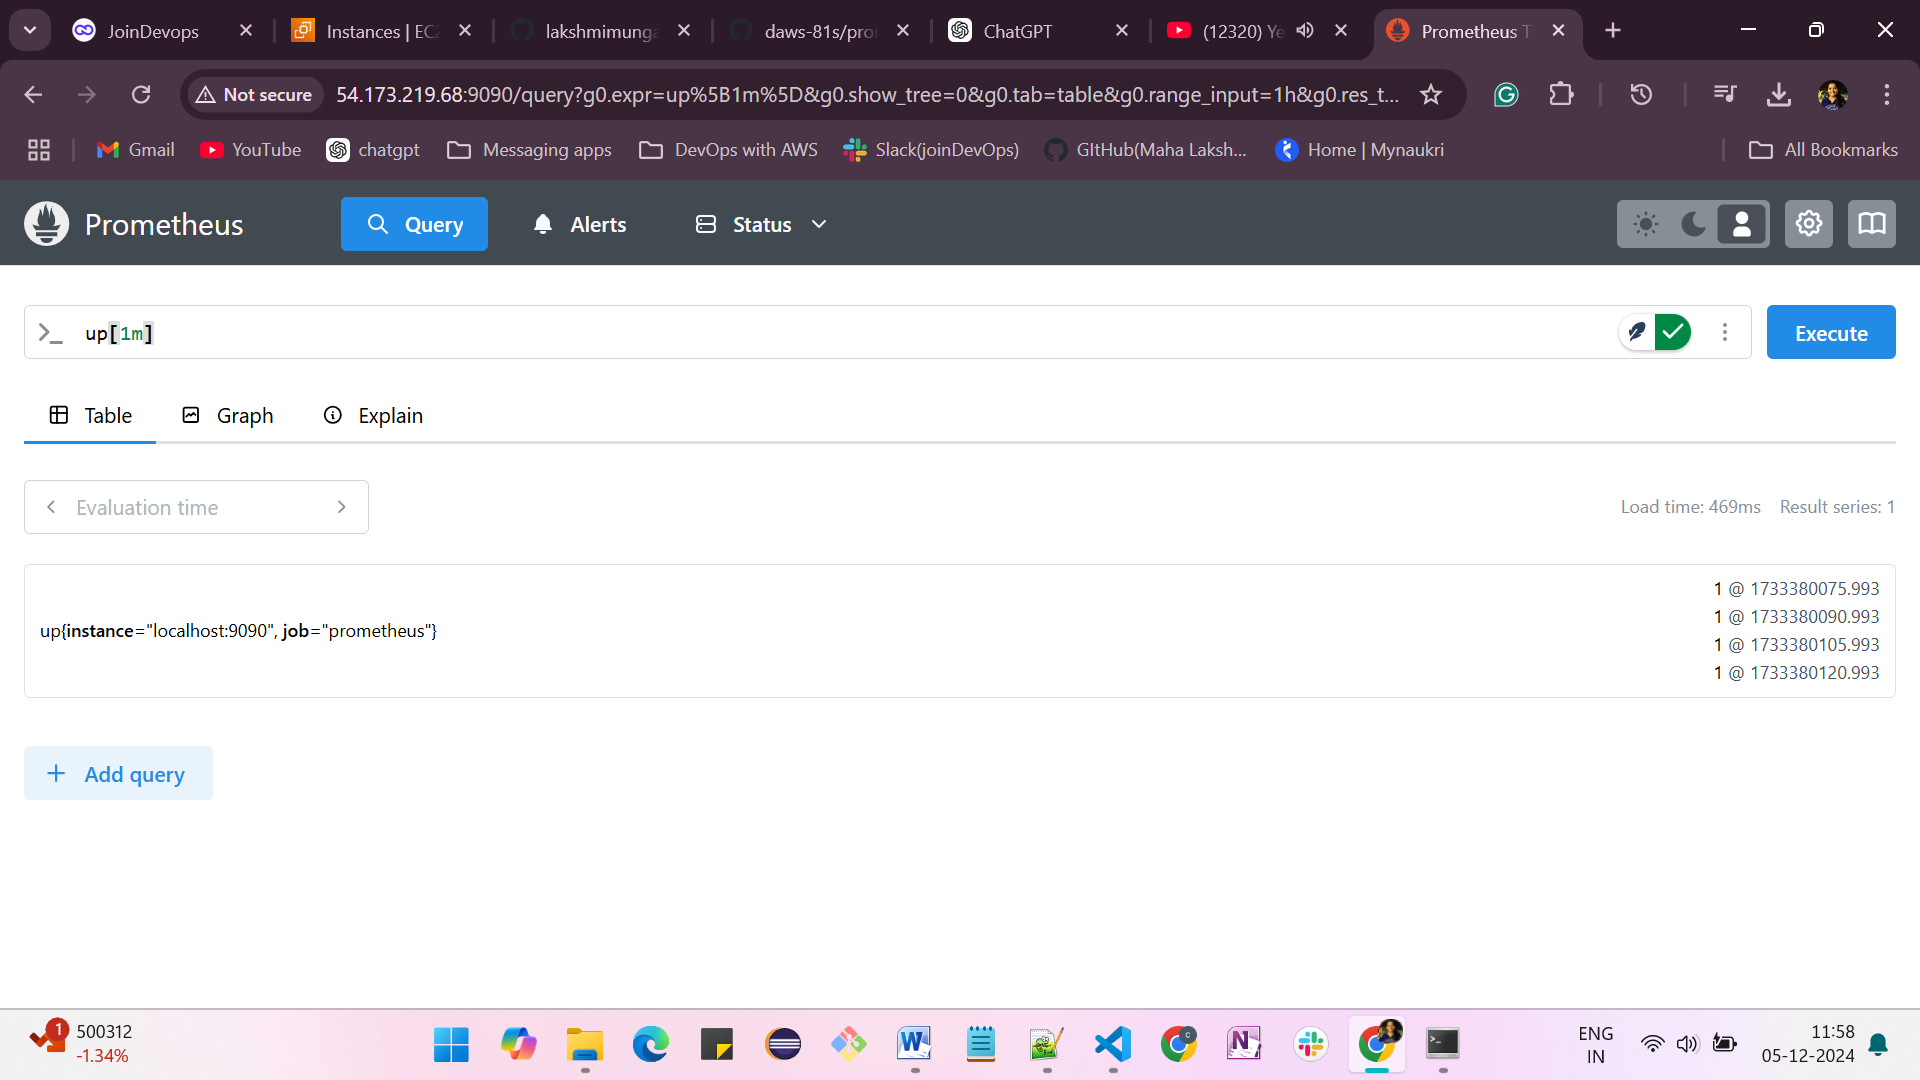 JoinDevops
Instances | EC2
lakshmimunga
daws-81s/pro
ChatGPT
(12320) Ye
Prometheus T
Not secure
54.173.219.68:9090/query?g0.expr=up%5B1m%5D&g0.show_tree=0&g0.tab=table&g0.range_input=1h&g0.res_t...
Gmail
YouTube
chatgpt
Messaging apps
DevOps with AWS
Slack(joinDevOps)
GItHub(Maha Laksh...
Home | Mynaukri
All Bookmarks
Prometheus
Query
Alerts
Status
>_ up[1m]
Execute
Table
Graph
Explain
Evaluation time
Load time: 469ms Result series: 1
up{instance="localhost:9090", job="prometheus"}
1 @ 1733380075.993
1 @ 1733380090.993
1 @ 1733380105.993
1 @ 1733380120.993
+ Add query
1
500312
-1.34%
ENG
IN
11:58
05-12-2024